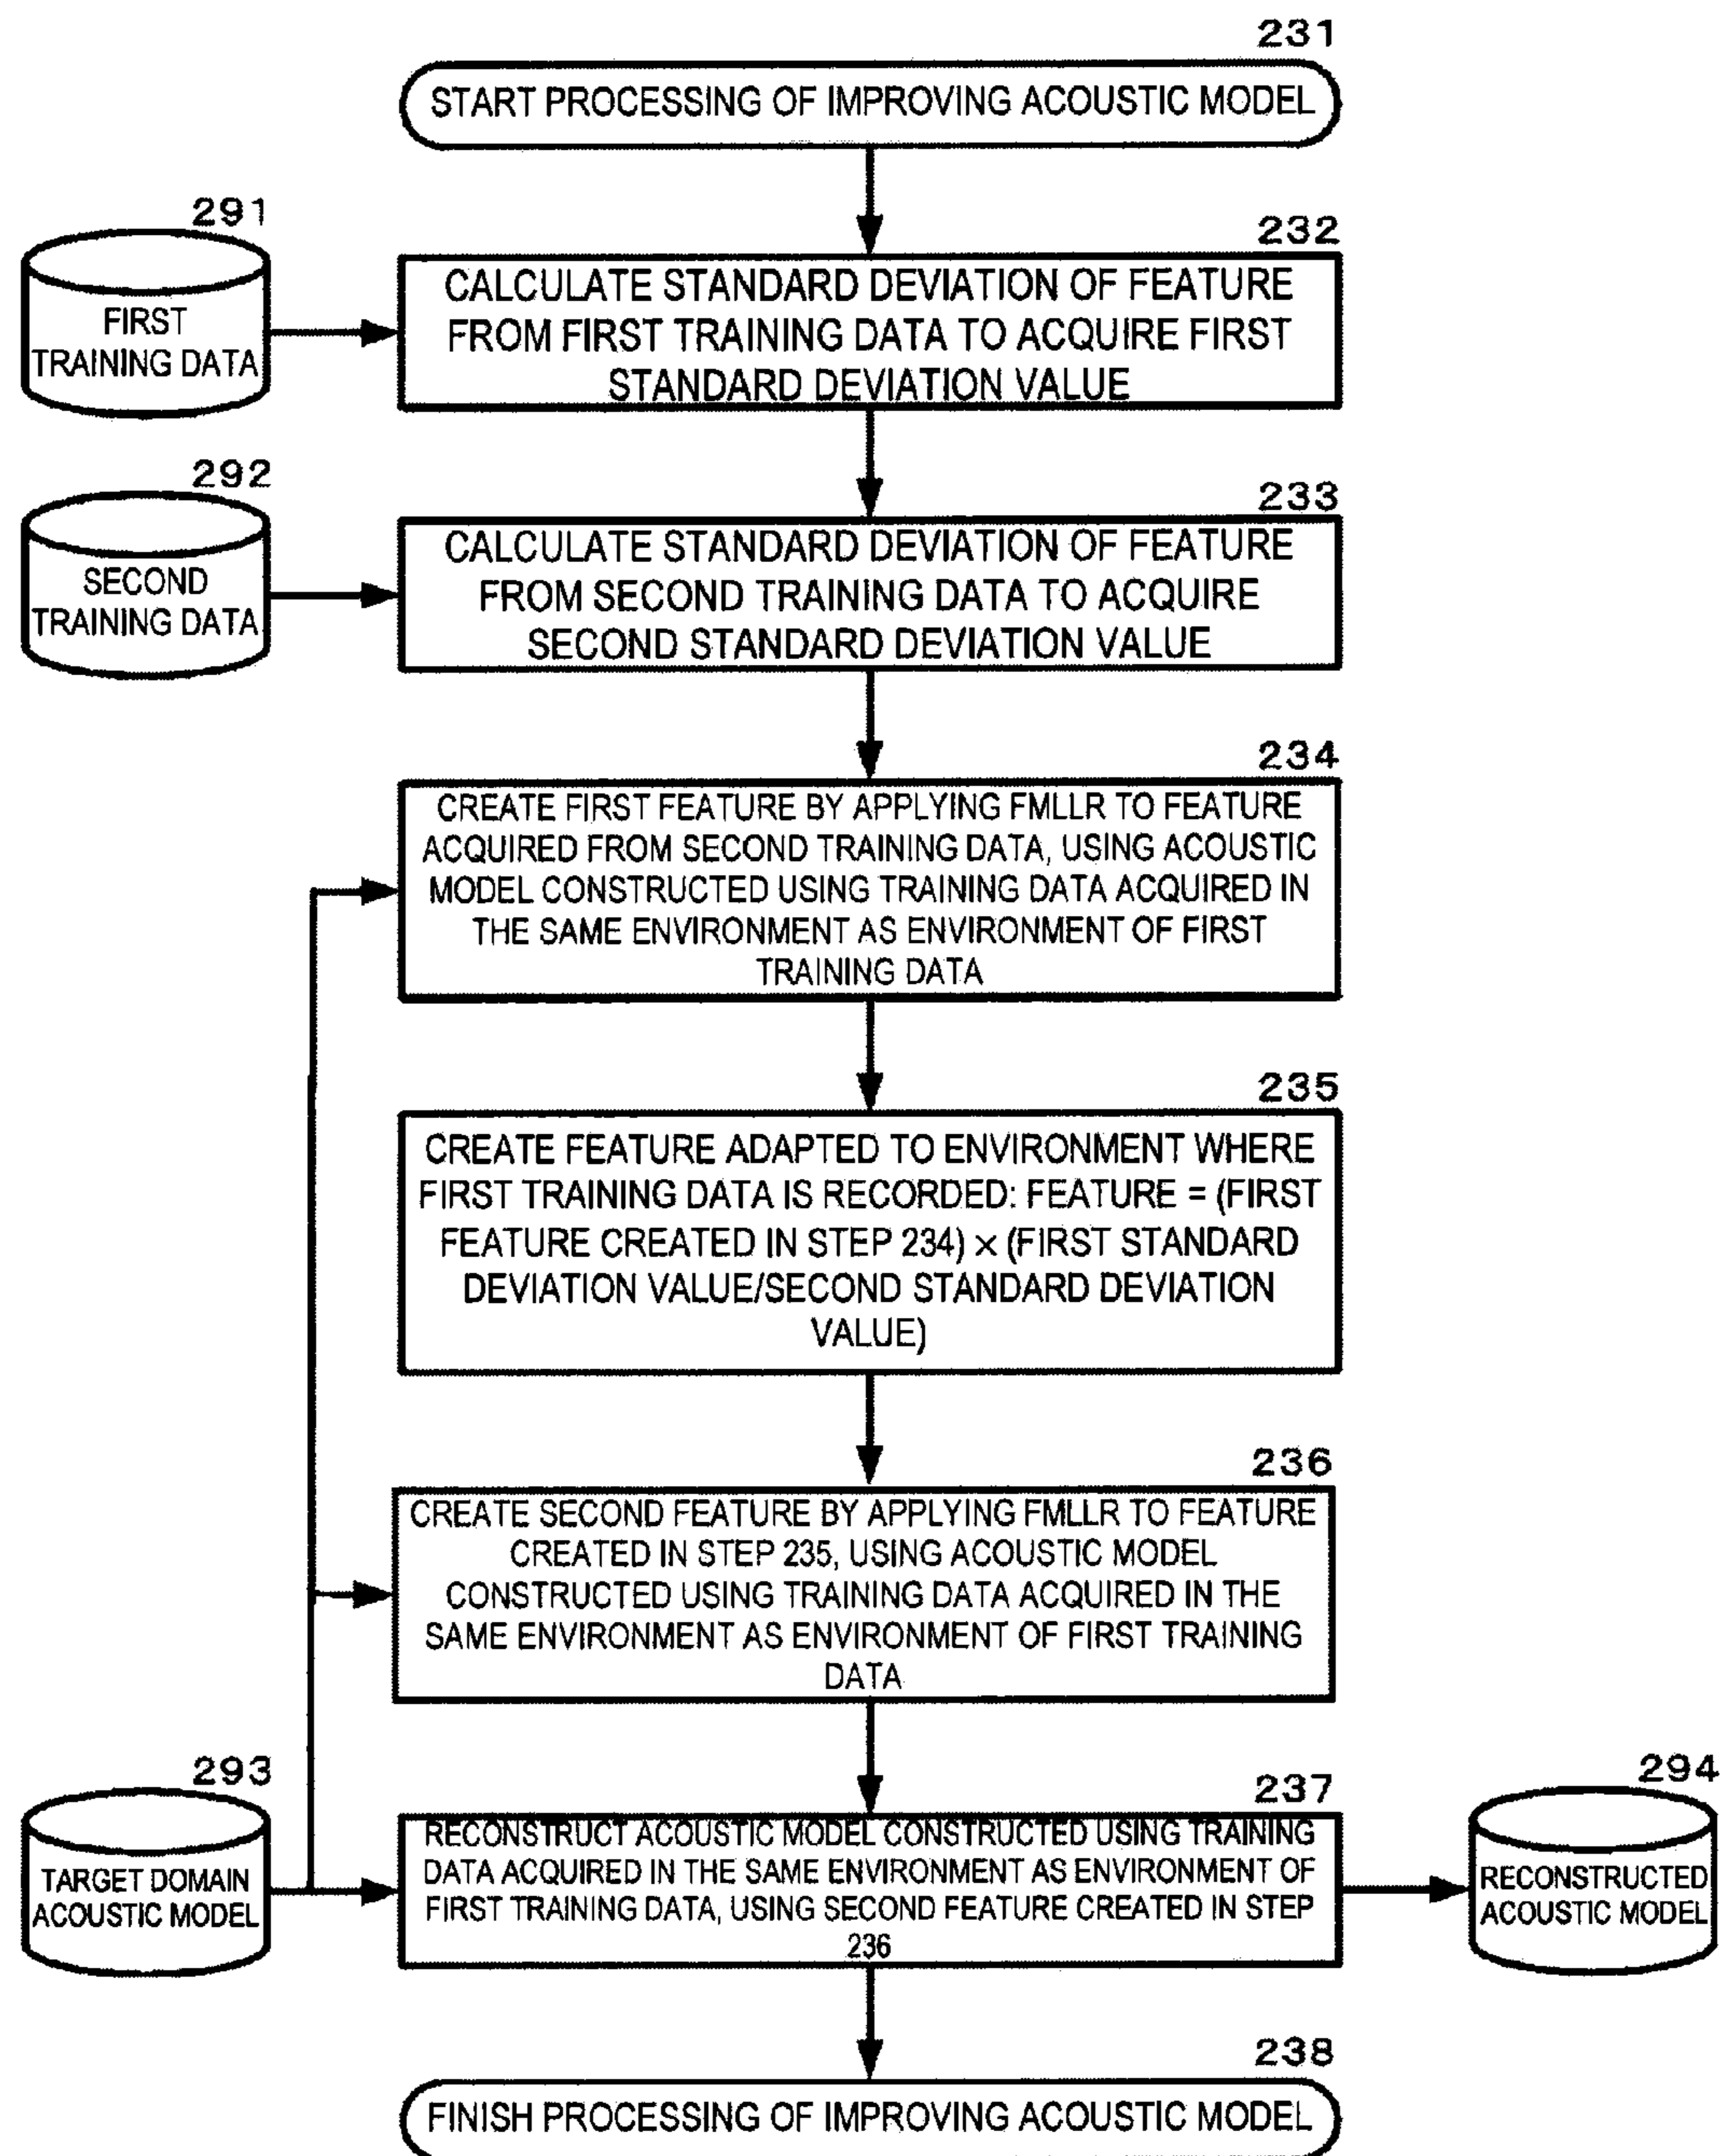 231
START PROCESSING OF IMPROVING ACOUSTIC MODEL
291
FIRST
TRAINING DATA
232
CALCULATE STANDARD DEVIATION OF FEATURE
FROM FIRST TRAINING DATA TO ACQUIRE FIRST
STANDARD DEVIATION VALUE
292
SECOND
TRAINING DATA
233
CALCULATE STANDARD DEVIATION OF FEATURE
FROM SECOND TRAINING DATA TO ACQUIRE
SECOND STANDARD DEVIATION VALUE
234
CREATE FIRST FEATURE BY APPLYING FMLLR TO FEATURE
ACQUIRED FROM SECOND TRAINING DATA, USING ACOUSTIC
MODEL CONSTRUCTED USING TRAINING DATA ACQUIRED IN
THE SAME ENVIRONMENT AS ENVIRONMENT OF FIRST
TRAINING DATA
235
CREATE FEATURE ADAPTED TO ENVIRONMENT WHERE
FIRST TRAINING DATA IS RECORDED: FEATURE = (FIRST
FEATURE CREATED IN STEP 234) × (FIRST STANDARD
DEVIATION VALUE/SECOND STANDARD DEVIATION
VALUE)
236
CREATE SECOND FEATURE BY APPLYING FMLLR TO FEATURE
CREATED IN STEP 235, USING ACOUSTIC MODEL
CONSTRUCTED USING TRAINING DATA ACQUIRED IN THE
SAME ENVIRONMENT AS ENVIRONMENT OF FIRST TRAINING
DATA
293
TARGET DOMAIN
ACOUSTIC MODEL
237
RECONSTRUCT ACOUSTIC MODEL CONSTRUCTED USING TRAINING
DATA ACQUIRED IN THE SAME ENVIRONMENT AS ENVIRONMENT OF
FIRST TRAINING DATA, USING SECOND FEATURE CREATED IN STEP
236
294
RECONSTRUCTED
ACOUSTIC MODEL
238
FINISH PROCESSING OF IMPROVING ACOUSTIC MODEL